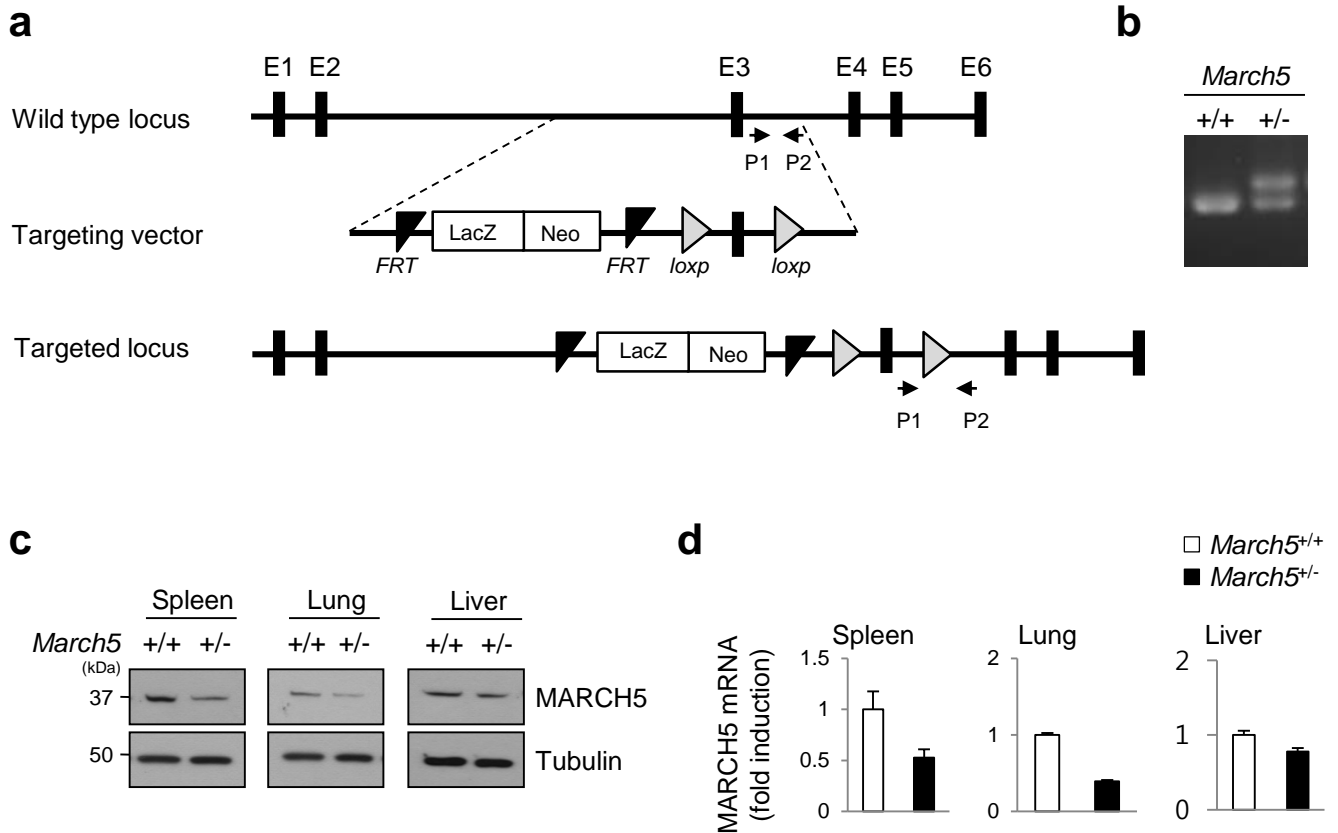 a
E1 E2 E3 E4 E5 E6
Wild type locus
P1 P2
Targeting vector
LacZ Neo
FRT FRT loxp loxp
Targeted locus
LacZ Neo
P1 P2
b
March5
+/+ +/-
c
Spleen Lung Liver
March5 +/+ +/- +/+ +/- +/+ +/-
(kDa)
37 MARCH5
50 Tubulin
d
March5+/+
March5+/-
MARCH5 mRNA
(fold induction)
Spleen
1.5
1
0.5
0
Lung
2
1
0
Liver
2
1
0